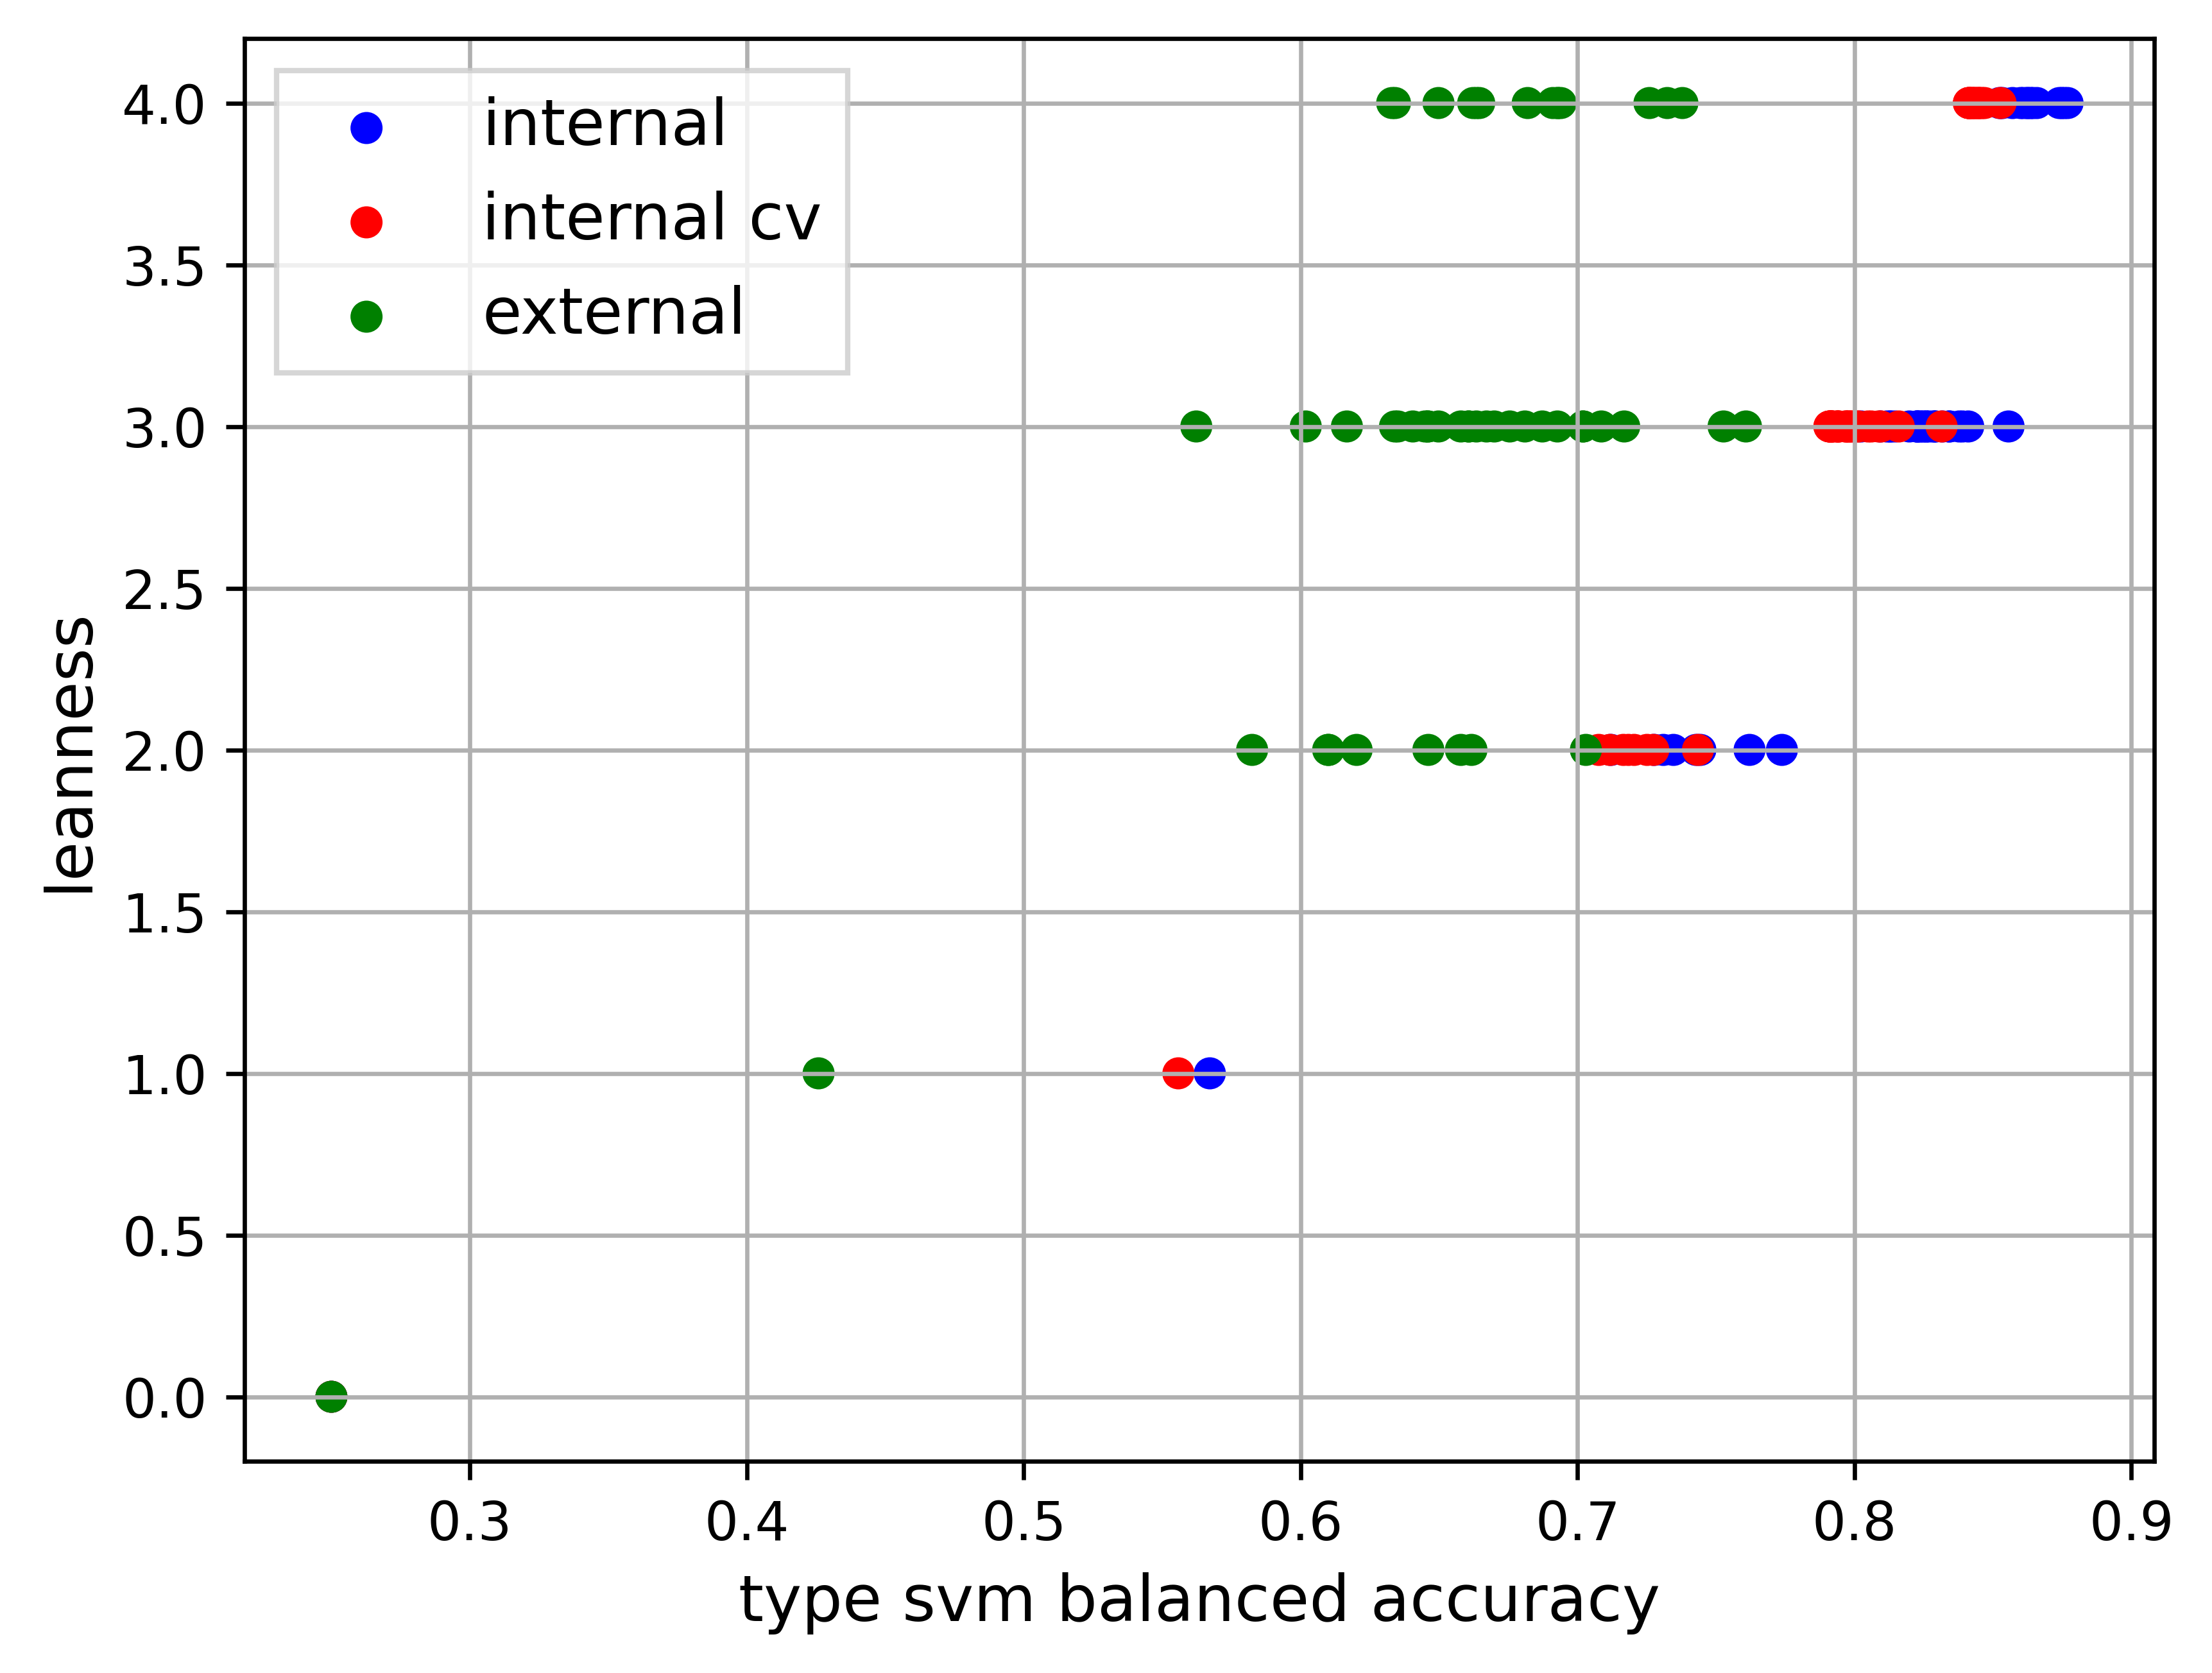 internal
internal cv
external
4.0
3.5
3.0
2.5
2.0
1.5
1.0
0.5
0.0
leanness
0.3 0.4 0.5 0.6 0.7 0.8 0.9
type svm balanced accuracy